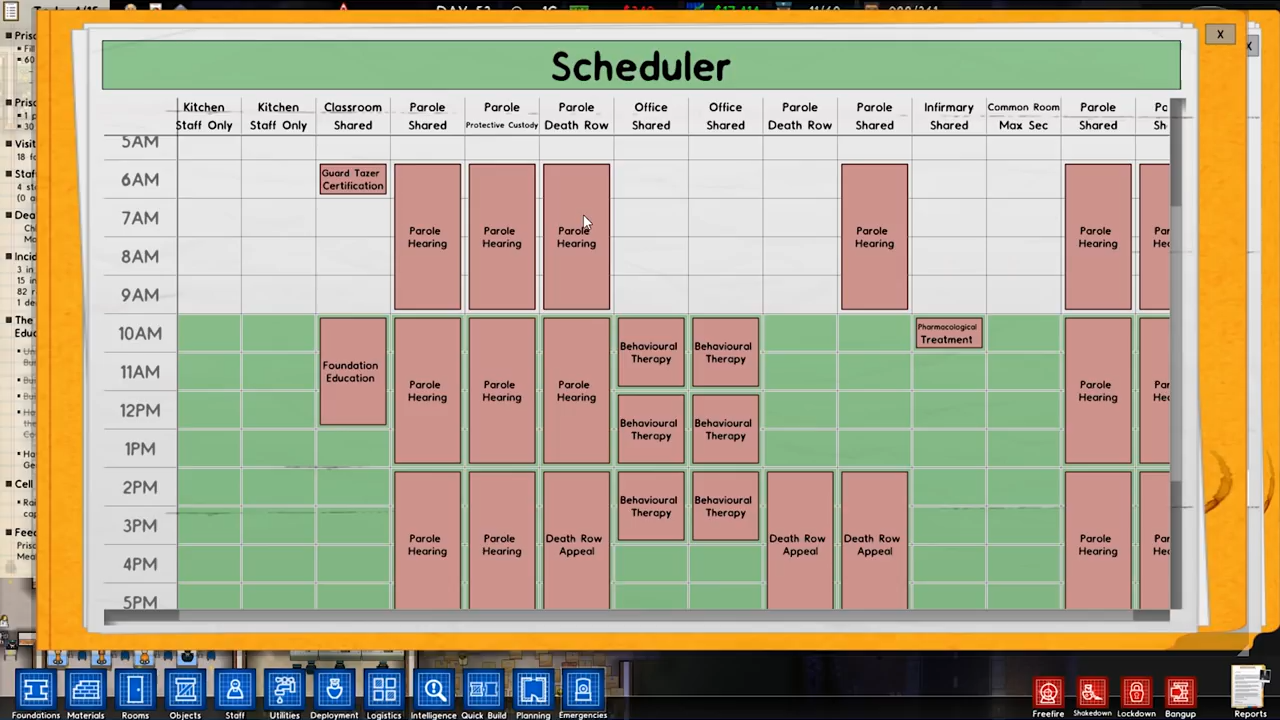 DAY
X
Scheduler
Kitchen Kitchen Classroom Parole Parole Parole Office Office Parole Parole Infirmary Common Room Parole
Staff Only Staff Only Shared Shared Protective Custody Death Row Shared Shared Death Row Shared Shared Max Sec Shared
5AM
6AM
7AM
8AM
9AM
10AM
11AM
12PM
1PM
2PM
3PM
4PM
5PM
Guard Tazer
Certification
Parole
Hearing
Parole
Hearing
Parole
Hearing
Parole
Hearing
Parole
Hearing
Foundation
Education
Parole
Hearing
Parole
Hearing
Parole
Hearing
Behavioural
Therapy
Behavioural
Therapy
Pharmacological
Treatment
Parole
Hearing
Behavioural
Therapy
Behavioural
Therapy
Parole
Hearing
Parole
Hearing
Death Row
Appeal
Behavioural
Therapy
Behavioural
Therapy
Death Row
Appeal
Death Row
Appeal
Parole
Hearing
Foundations Materials Rooms Objects Staff Utilities Deployment Logistics Intelligence Quick Build Planning Emergencies
Freefire Shakedown Lockdown Bangup Reports